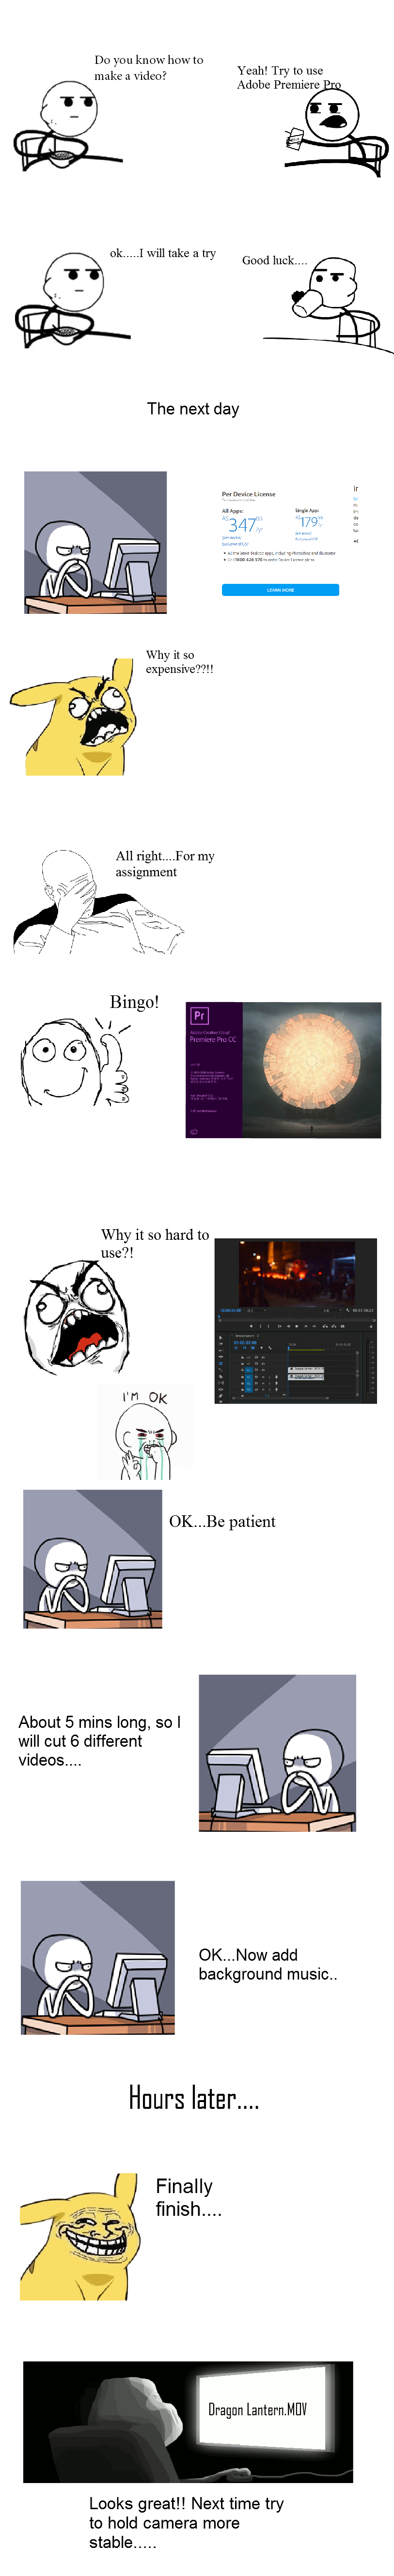 Do you know how to
make a video?
Yeah! Try to use
Adobe Premiere Pro
ok.....I will take a try
Good luck....
The next day
Per Device License
All Apps:
Single App:
347
179
/yr
LEARN MORE
Why it so
expensive??!!
All right....For my
assignment
Bingo!
Pr
Adobe Creative Cloud
Premiere Pro CC
Why it so hard to
use?!
I'M OK
OK...Be patient
About 5 mins long, so I
will cut 6 different
videos....
OK...Now add
background music..
Hours later....
Finally
finish....
Dragon Lantern.MOV
Looks great!! Next time try
to hold camera more
stable.....